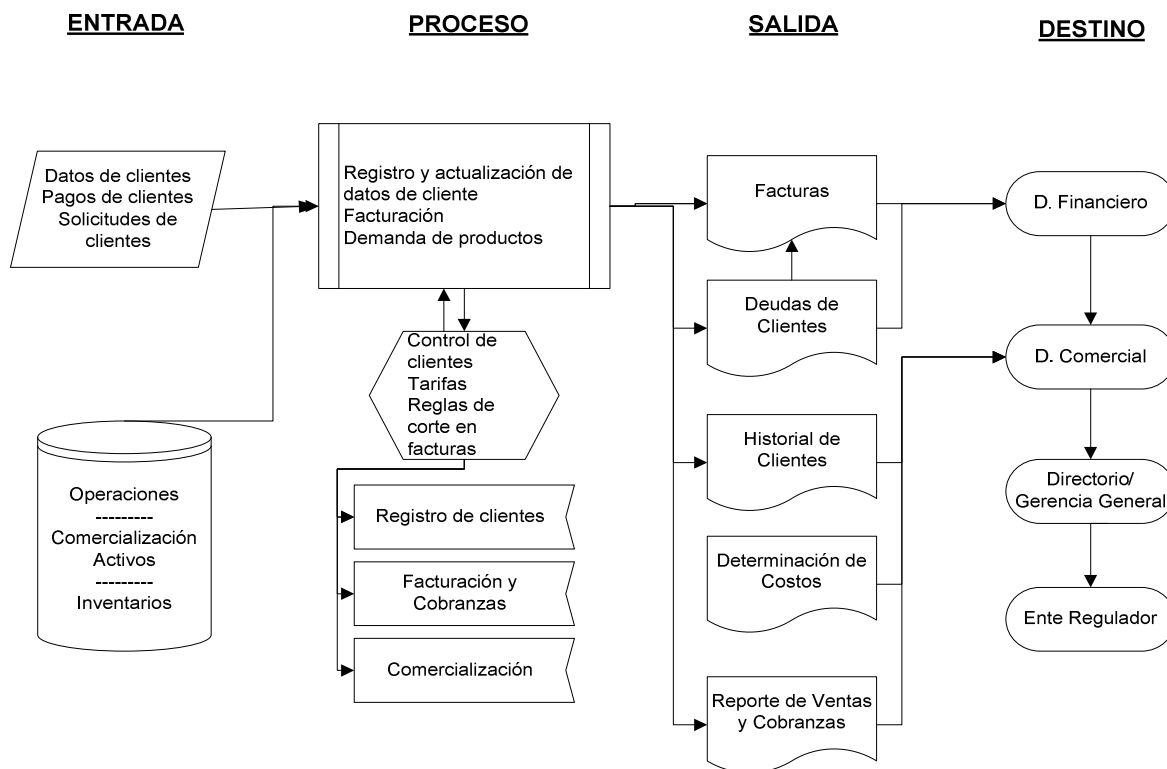 ENTRADA
PROCESO
SALIDA
DESTINO
Datos de clientes
Pagos de clientes
Solicitudes de
clientes
Operaciones
---------
Comercialización
Activos
---------
Inventarios
Registro y actualización de
datos de cliente
Facturación
Demanda de productos
Control de
clientes
Tarifas
Reglas de
corte en
facturas
Registro de clientes
Facturación y
Cobranzas
Comercialización
Facturas
Deudas de
Clientes
Historial de
Clientes
Determinación de
Costos
Reporte de Ventas
y Cobranzas
D. Financiero
D. Comercial
Directorio/
Gerencia General
Ente Regulador